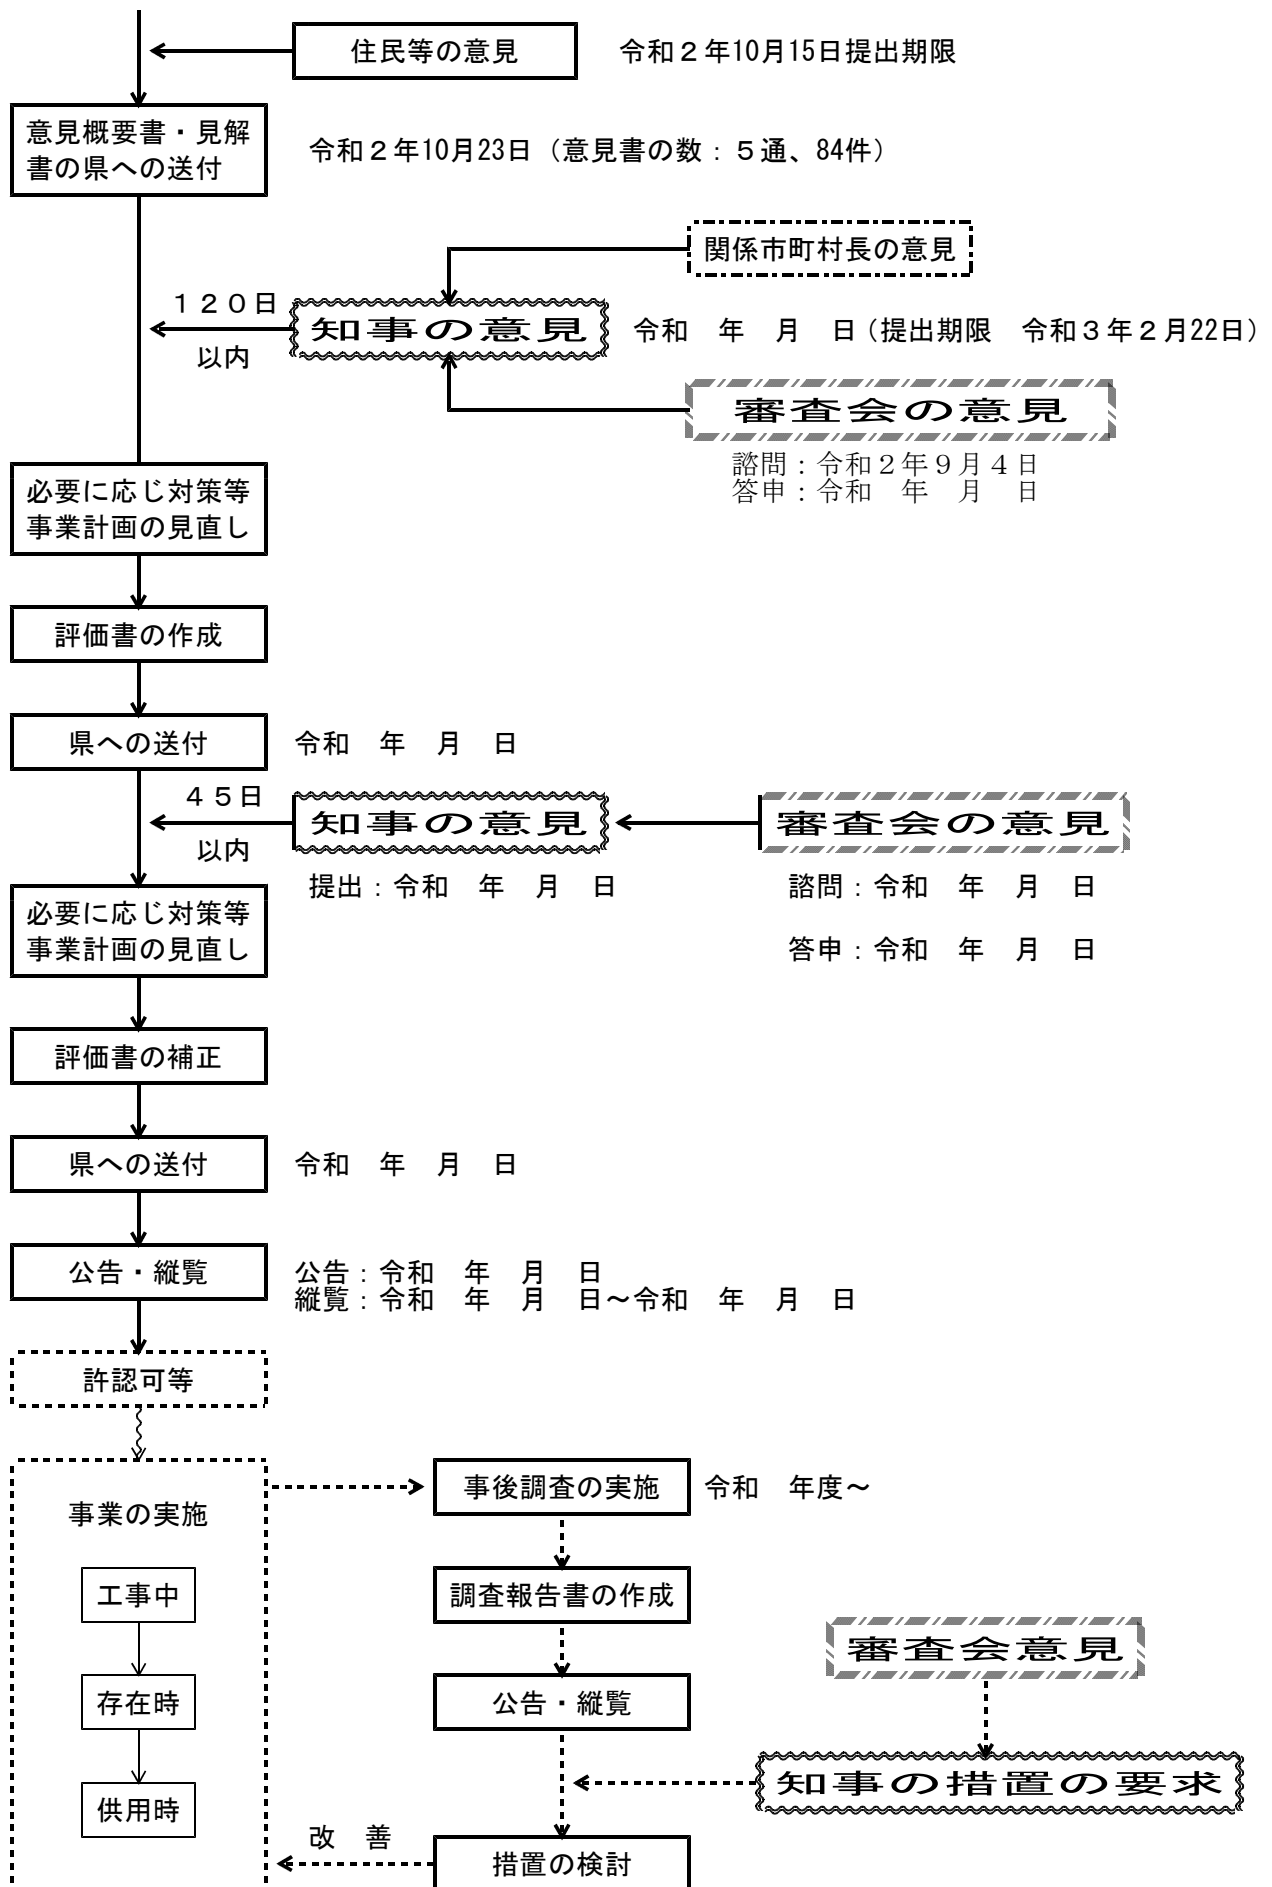 住民等の意見　令和２年10月15日提出期限
意見概要書・見解
書の県への送付
令和２年10月23日（意見書の数：５通、84件）
関係市町村長の意見
１２０日
以内
知事の意見　令和　年　月　日（提出期限　令和３年２月22日）
審査会の意見
諮問：令和２年９月４日
答申：令和　年　月　日
必要に応じ対策等
事業計画の見直し
評価書の作成
県への送付　令和　年　月　日
４５日
以内
知事の意見　審査会の意見
提出：令和　年　月　日　諮問：令和　年　月　日
答申：令和　年　月　日
必要に応じ対策等
事業計画の見直し
評価書の補正
県への送付　令和　年　月　日
公告・縦覧
公告：令和　年　月　日
縦覧：令和　年　月　日～令和　年　月　日
許認可等
事業の実施
工事中
存在時
供用時
事後調査の実施　令和　年度～
調査報告書の作成
審査会意見
公告・縦覧
知事の措置の要求
改　善
措置の検討